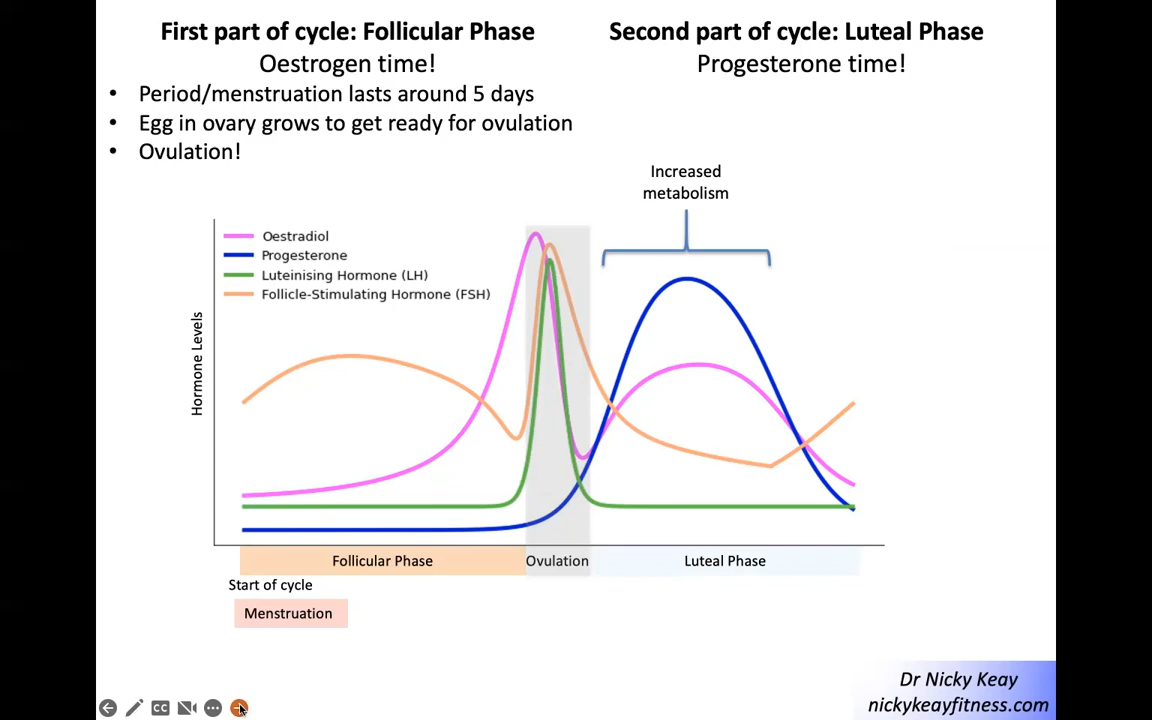 First part of cycle: Follicular Phase
Oestrogen time!
• Period/menstruation lasts around 5 days
• Egg in ovary grows to get ready for ovulation
• Ovulation!
Second part of cycle: Luteal Phase
Progesterone time!
Increased
metabolism
Oestradiol
Progesterone
Luteinising Hormone (LH)
Follicle-Stimulating Hormone (FSH)
Hormone Levels
Follicular Phase
Ovulation
Luteal Phase
Start of cycle
Menstruation
Dr Nicky Keay
nickykeayfitness.com
CC